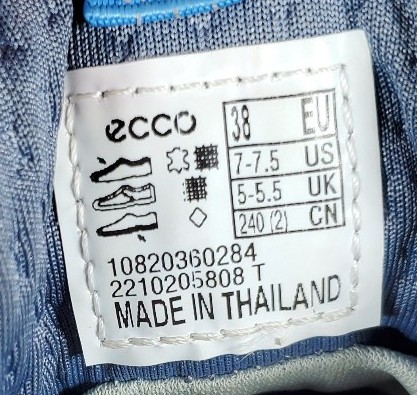 ecco
38 EU
7-7.5 US
5-5.5 UK
240 (2) CN
10820360284
2210205808 T
MADE IN THAILAND